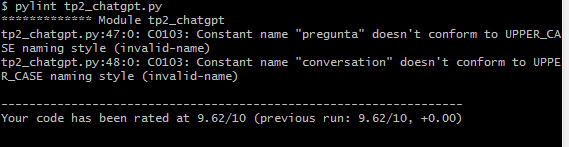 $ pylint tp2_chatgpt.py
************* Module tp2_chatgpt
tp2_chatgpt.py:47:0: C0103: Constant name "pregunta" doesn't conform to UPPER_CA
SE naming style (invalid-name)
tp2_chatgpt.py:48:0: C0103: Constant name "conversation" doesn't conform to UPPE
R_CASE naming style (invalid-name)
------------------------------------------------------------------
Your code has been rated at 9.62/10 (previous run: 9.62/10, +0.00)